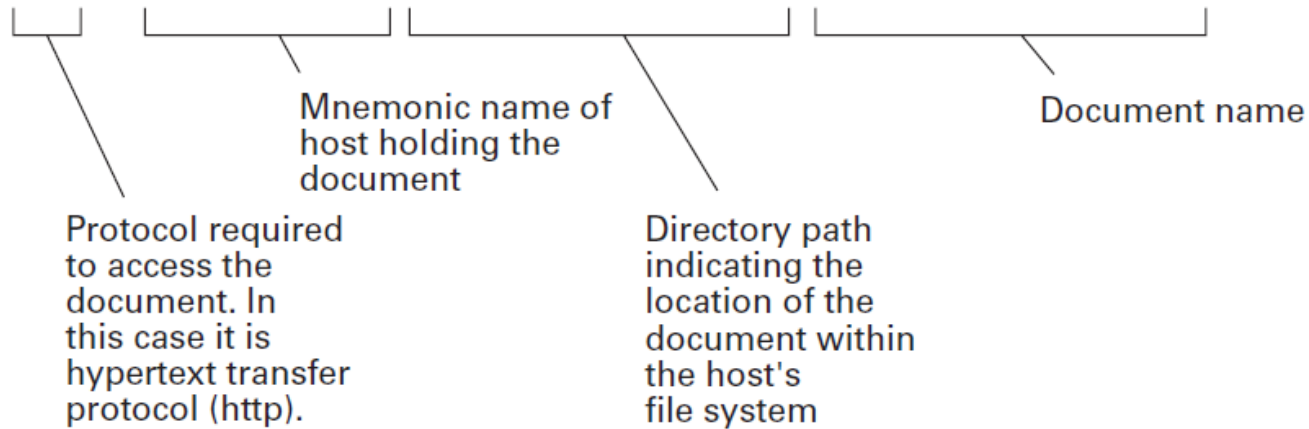 Mnemonic name of
host holding the
document
Document name
Protocol required
to access the
document. In
this case it is
hypertext transfer
protocol (http).
Directory path
indicating the
location of the
document within
the host's
file system